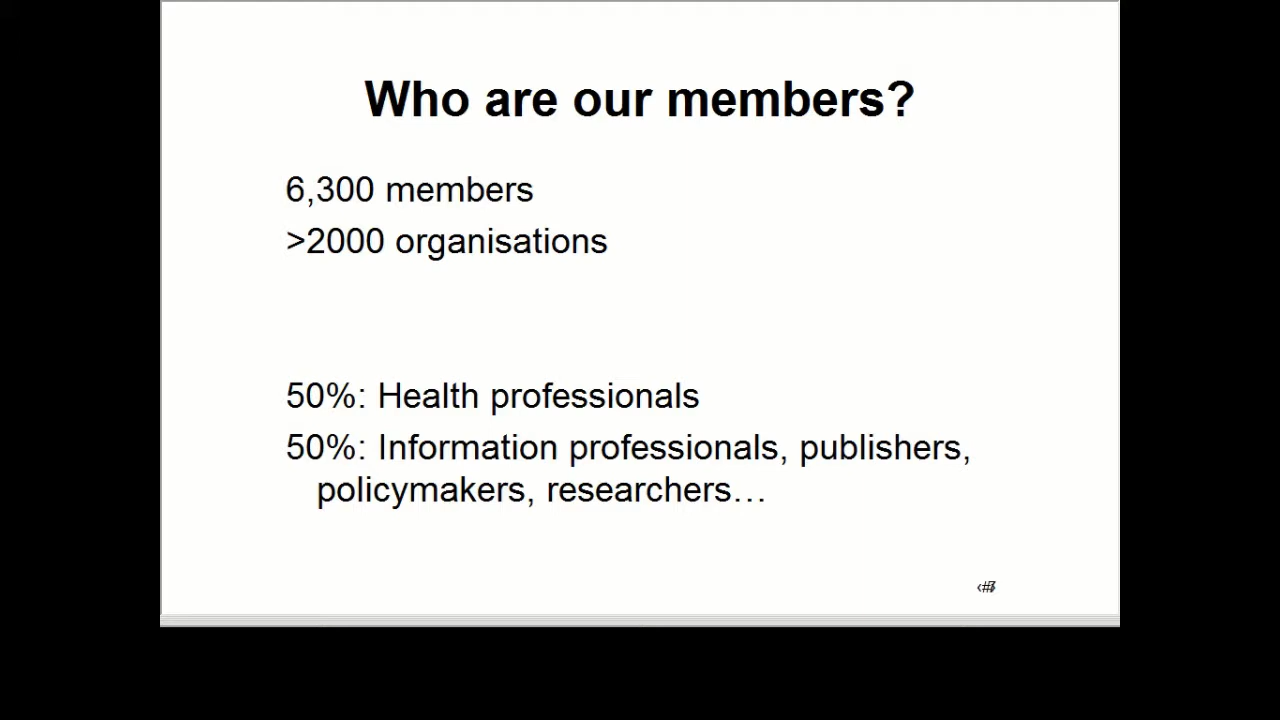 Who are our members?
6,300 members
>2000 organisations
50%: Health professionals
50%: Information professionals, publishers,
policymakers, researchers…